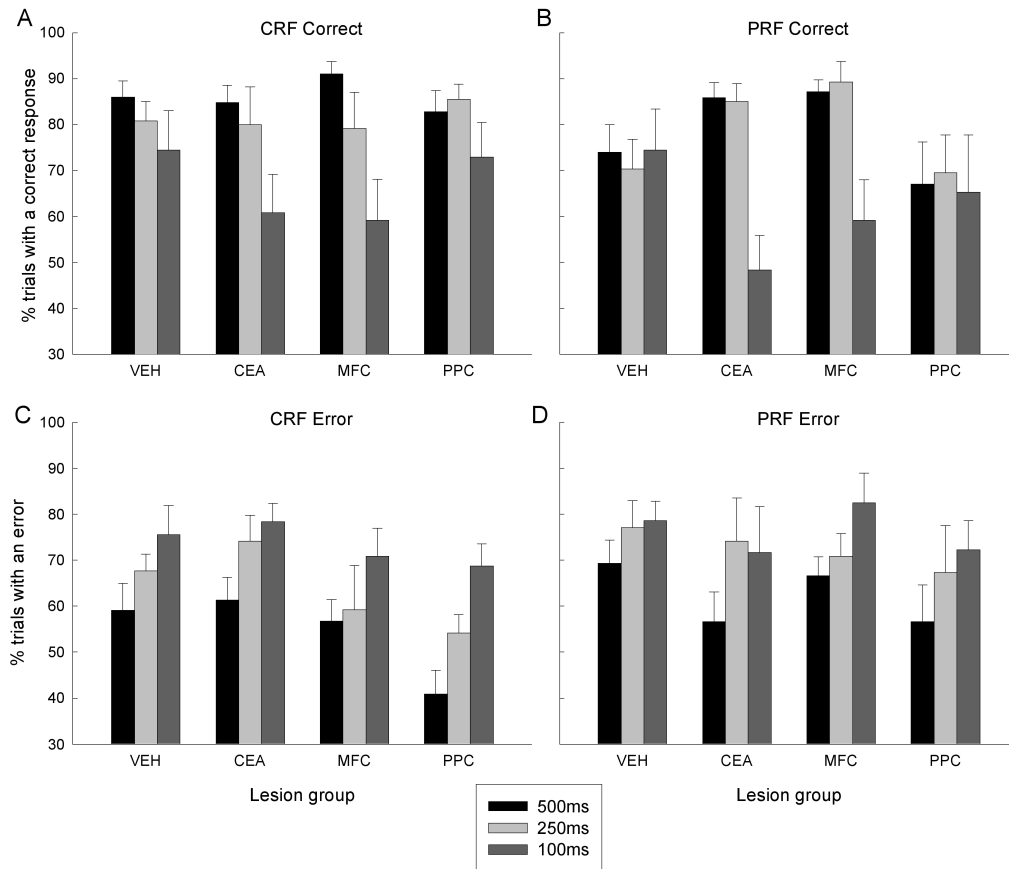 A
CRF Correct
% trials with a correct response
100
90
80
70
60
50
40
30
VEH CEA MFC PPC
B
PRF Correct
VEH CEA MFC PPC
C
CRF Error
% trials with an error
100
90
80
70
60
50
40
30
VEH CEA MFC PPC
Lesion group
D
PRF Error
VEH CEA MFC PPC
Lesion group
500ms
250ms
100ms